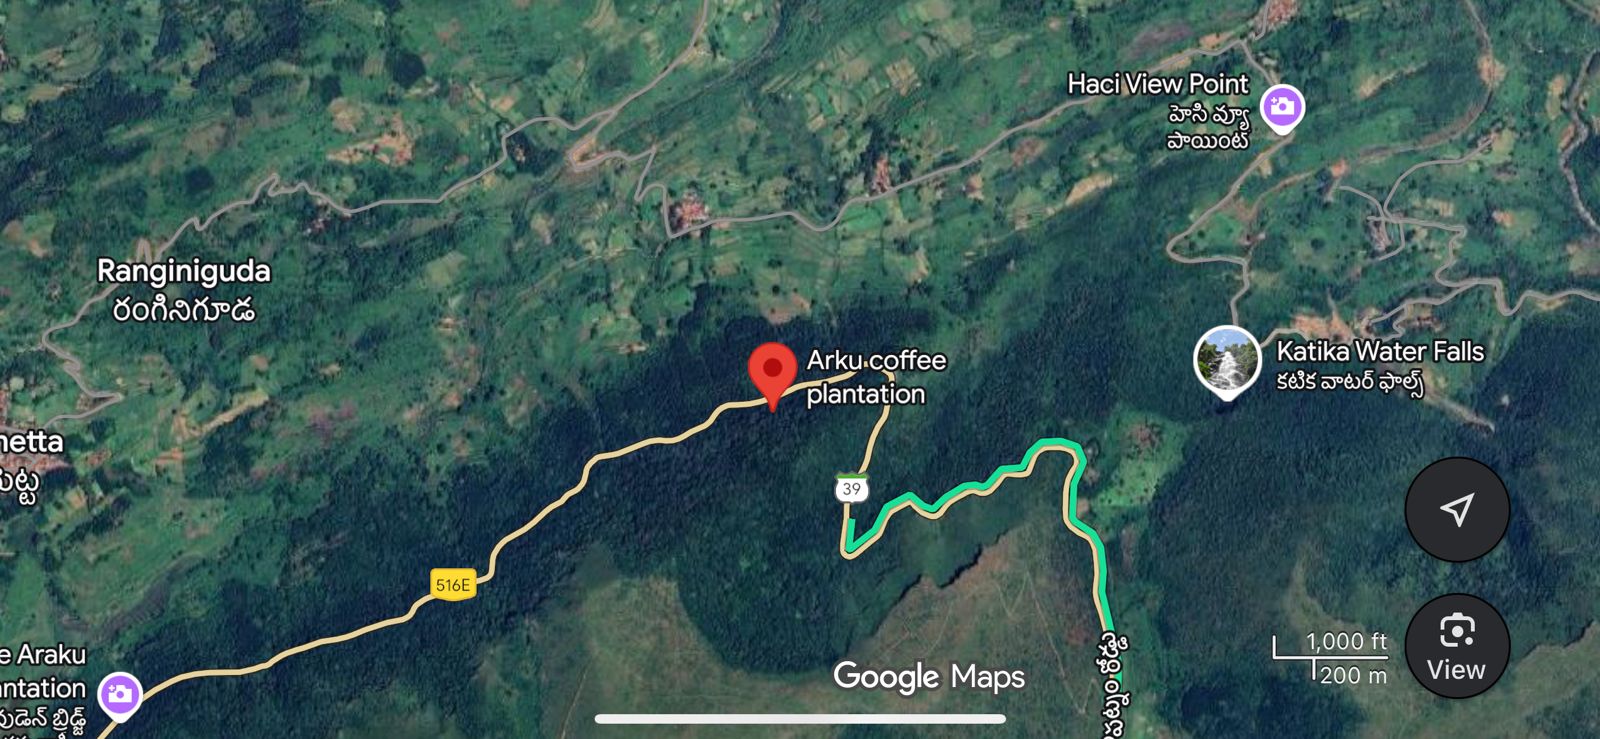 Haci View Point
హెసి వ్యూ
పాయింట్
Ranginiguda
రంగినిగూడ
Arku coffee
plantation
Katika Water Falls
కటిక వాటర్ ఫాల్స్
39
516E
1,000 ft
200 m
View
Google Maps